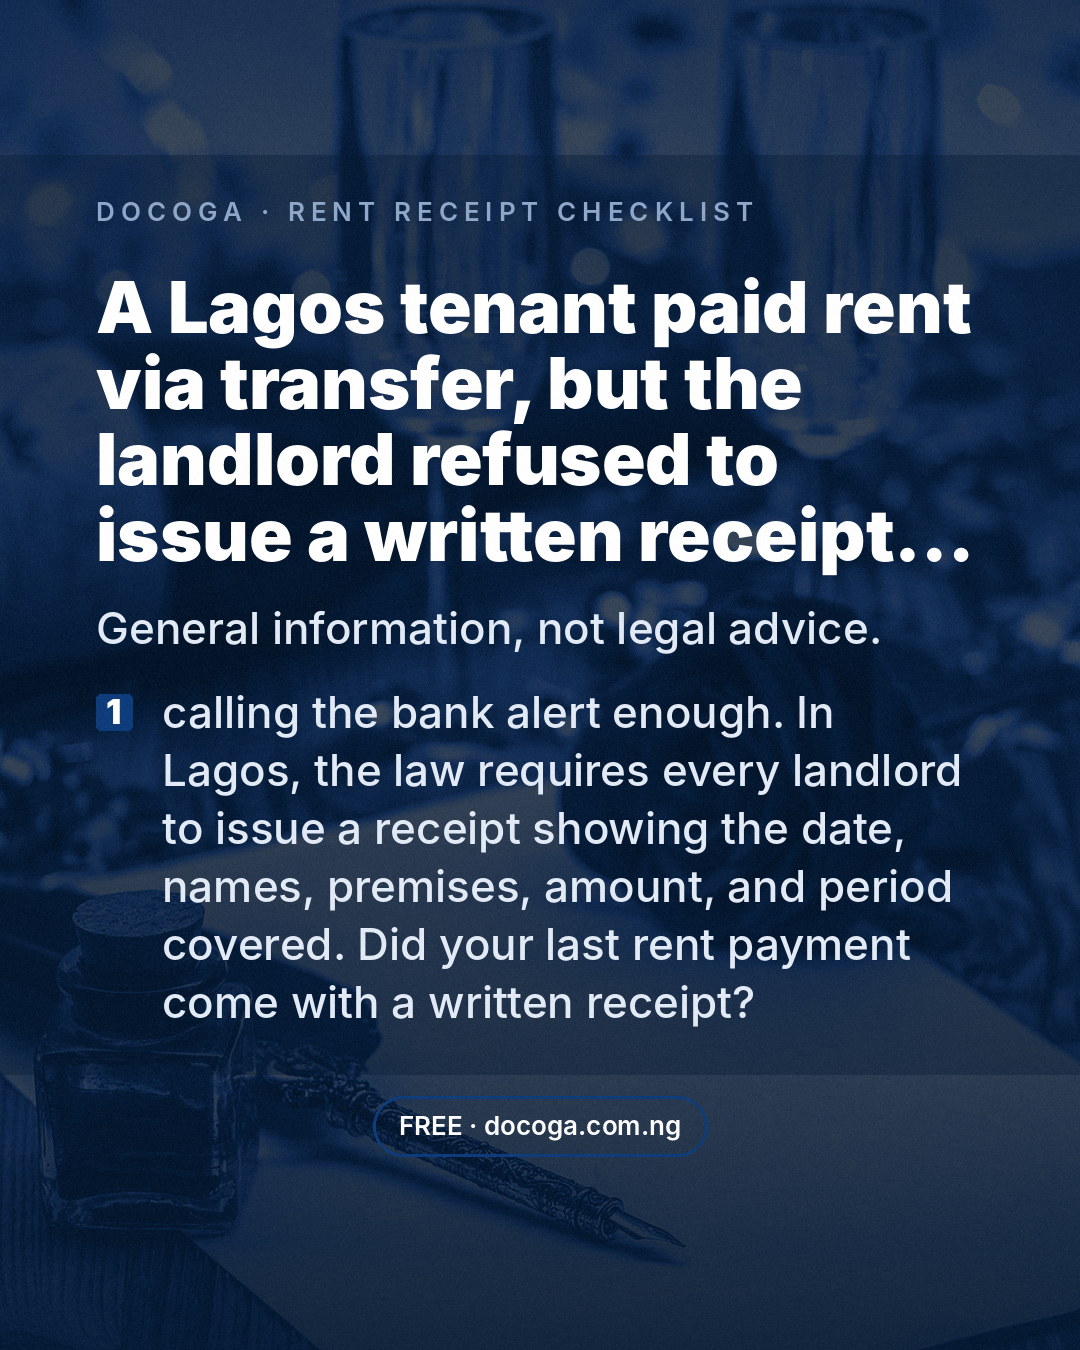 DOCOGA · RENT RECEIPT CHECKLIST
A Lagos tenant paid rent
via transfer, but the
landlord refused to
issue a written receipt...
General information, not legal advice.
1 calling the bank alert enough. In
Lagos, the law requires every landlord
to issue a receipt showing the date,
names, premises, amount, and period
covered. Did your last rent payment
come with a written receipt?
FREE · docoga.com.ng